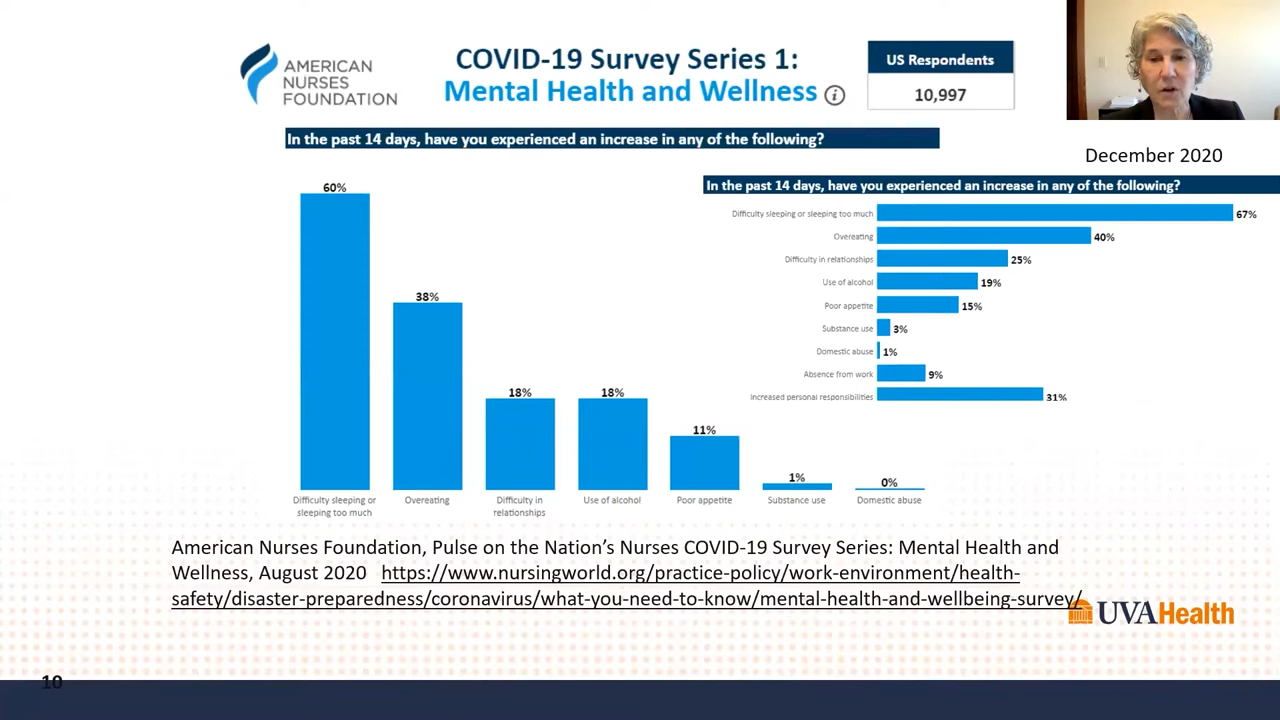 AMERICAN
NURSES
FOUNDATION
COVID-19 Survey Series 1:
Mental Health and Wellness
US Respondents
10,997
In the past 14 days, have you experienced an increase in any of the following?
60%
38%
18%
18%
11%
1%
0%
Difficulty sleeping or
sleeping too much
Overeating
Difficulty in
relationships
Use of alcohol
Poor appetite
Substance use
Domestic abuse
December 2020
In the past 14 days, have you experienced an increase in any of the following?
Difficulty sleeping or sleeping too much 67%
Overeating 40%
Difficulty in relationships 25%
Use of alcohol 19%
Poor appetite 15%
Substance use 3%
Domestic abuse 1%
Absence from work 9%
Increased personal responsibilities 31%
American Nurses Foundation, Pulse on the Nation's Nurses COVID-19 Survey Series: Mental Health and
Wellness, August 2020 https://www.nursingworld.org/practice-policy/work-environment/health-
safety/disaster-preparedness/coronavirus/what-you-need-to-know/mental-health-and-wellbeing-survey/
UVAHealth
10